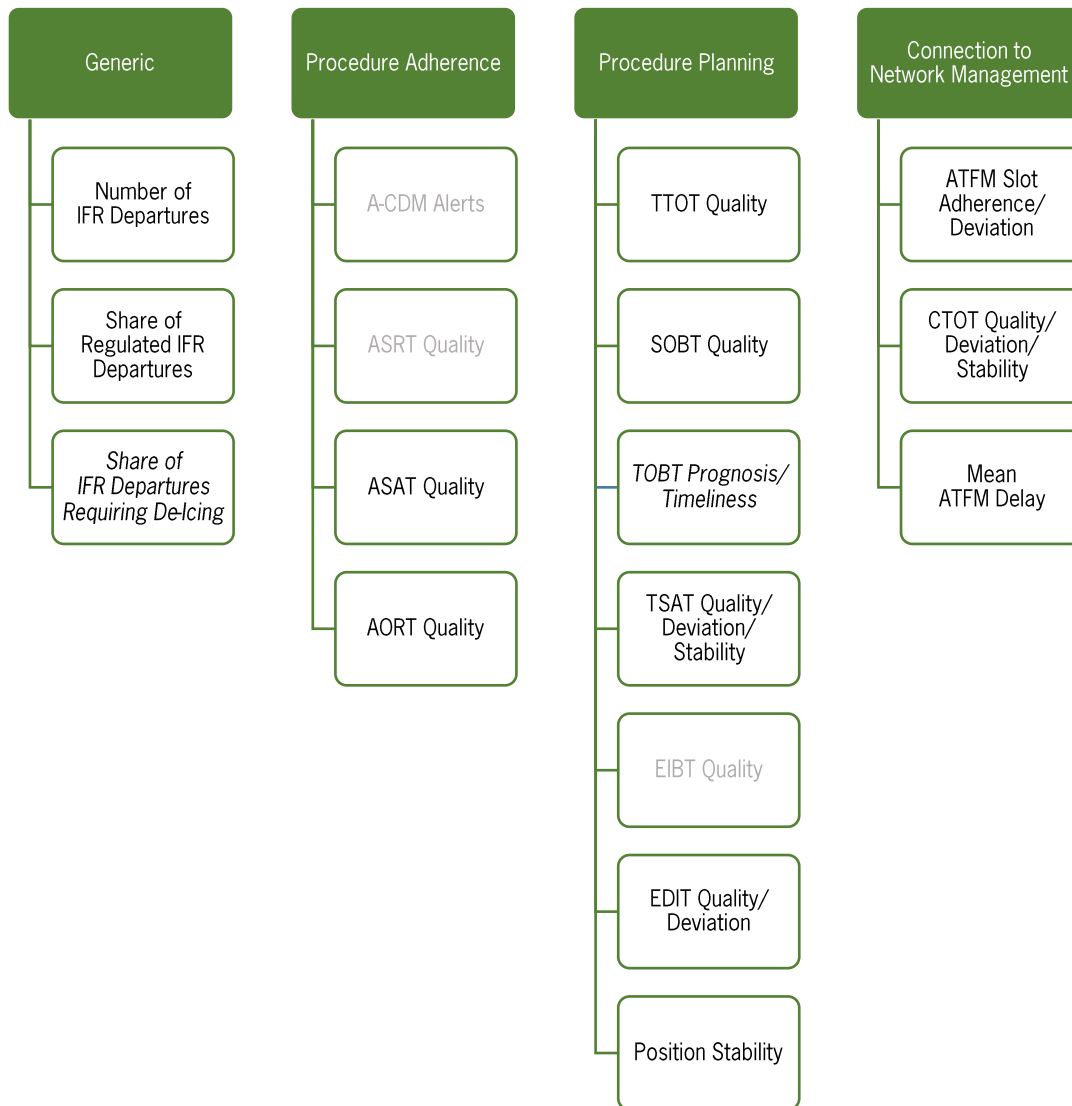 Generic
Number of
IFR Departures
Share of
Regulated IFR
Departures
Share of
IFR Departures
Requiring De-Icing
Procedure Adherence
A-CDM Alerts
ASRT Quality
ASAT Quality
AORT Quality
Procedure Planning
TTOT Quality
SOBT Quality
TOBT Prognosis/
Timeliness
TSAT Quality/
Deviation/
Stability
EIBT Quality
EDIT Quality/
Deviation
Position Stability
Connection to
Network Management
ATFM Slot
Adherence/
Deviation
CTOT Quality/
Deviation/
Stability
Mean
ATFM Delay